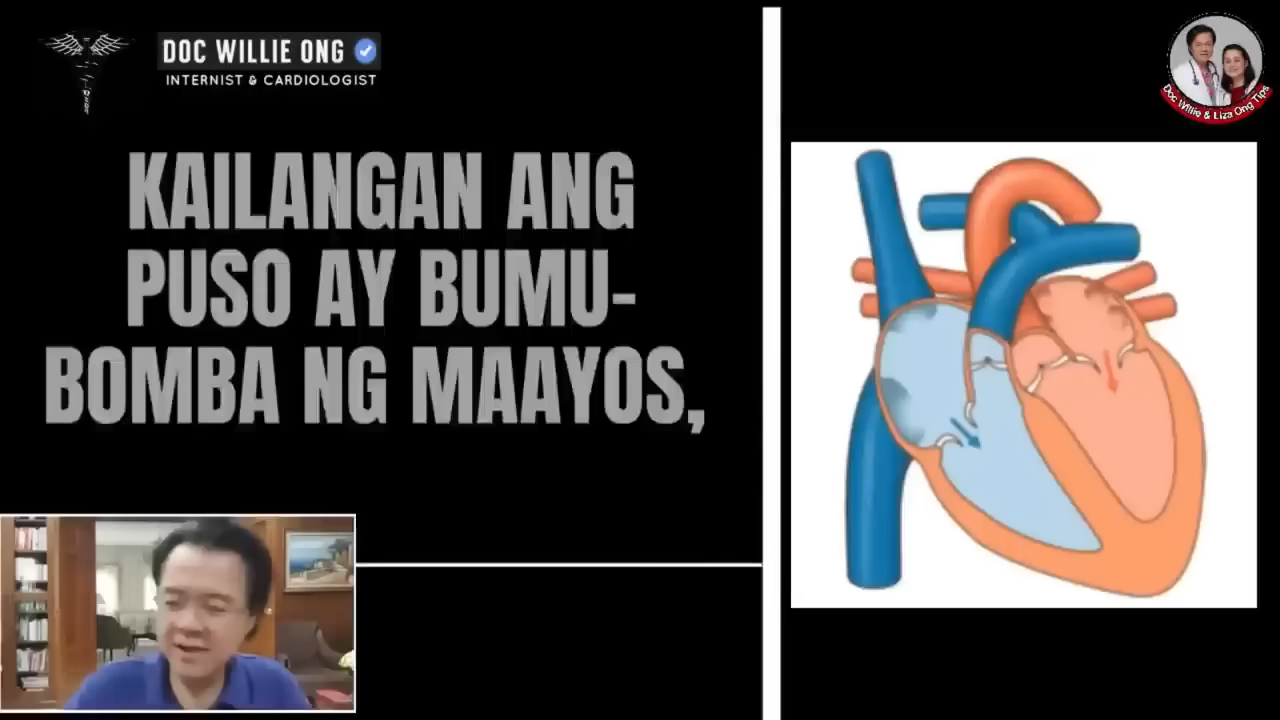 DOC WILLIE ONG
INTERNIST & CARDIOLOGIST
KAILANGAN ANG
PUSO AY BUMU-
BOMBA NG MAAYOS,
Doc Willie & Liza Ong Tips